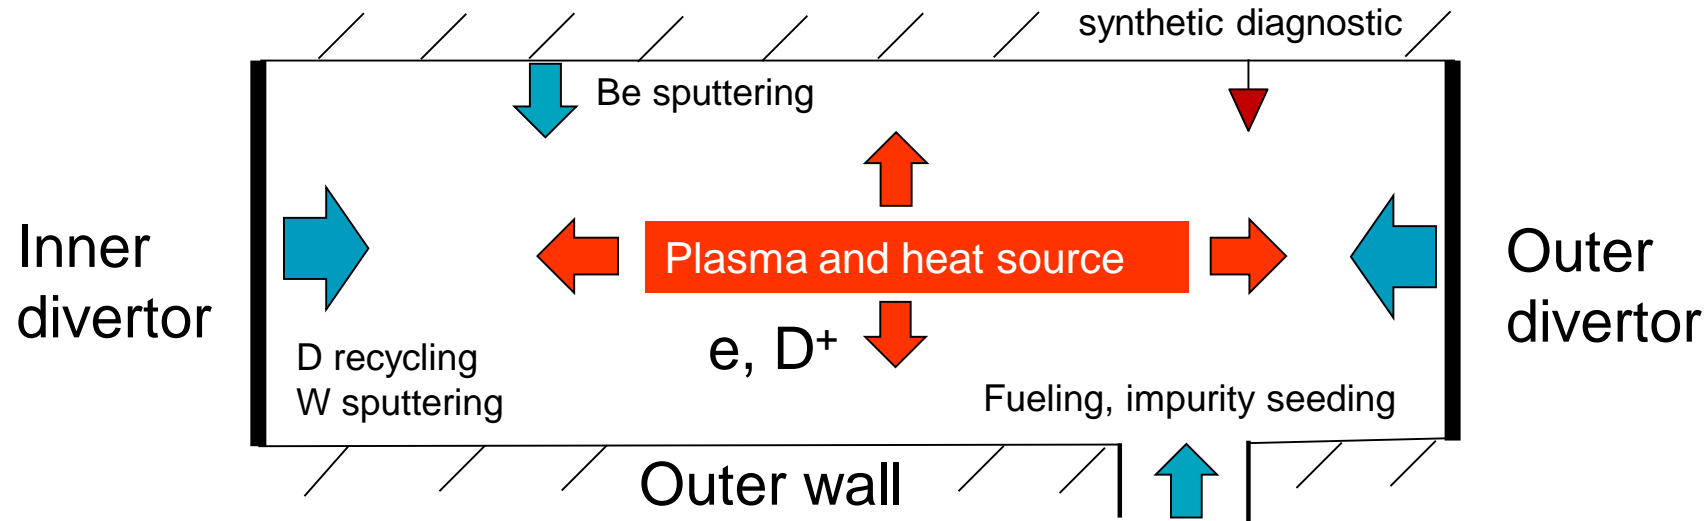 synthetic diagnostic
Be sputtering
Inner
divertor
Plasma and heat source
Outer
divertor
e, D⁺
D recycling
W sputtering
Fueling, impurity seeding
Outer wall